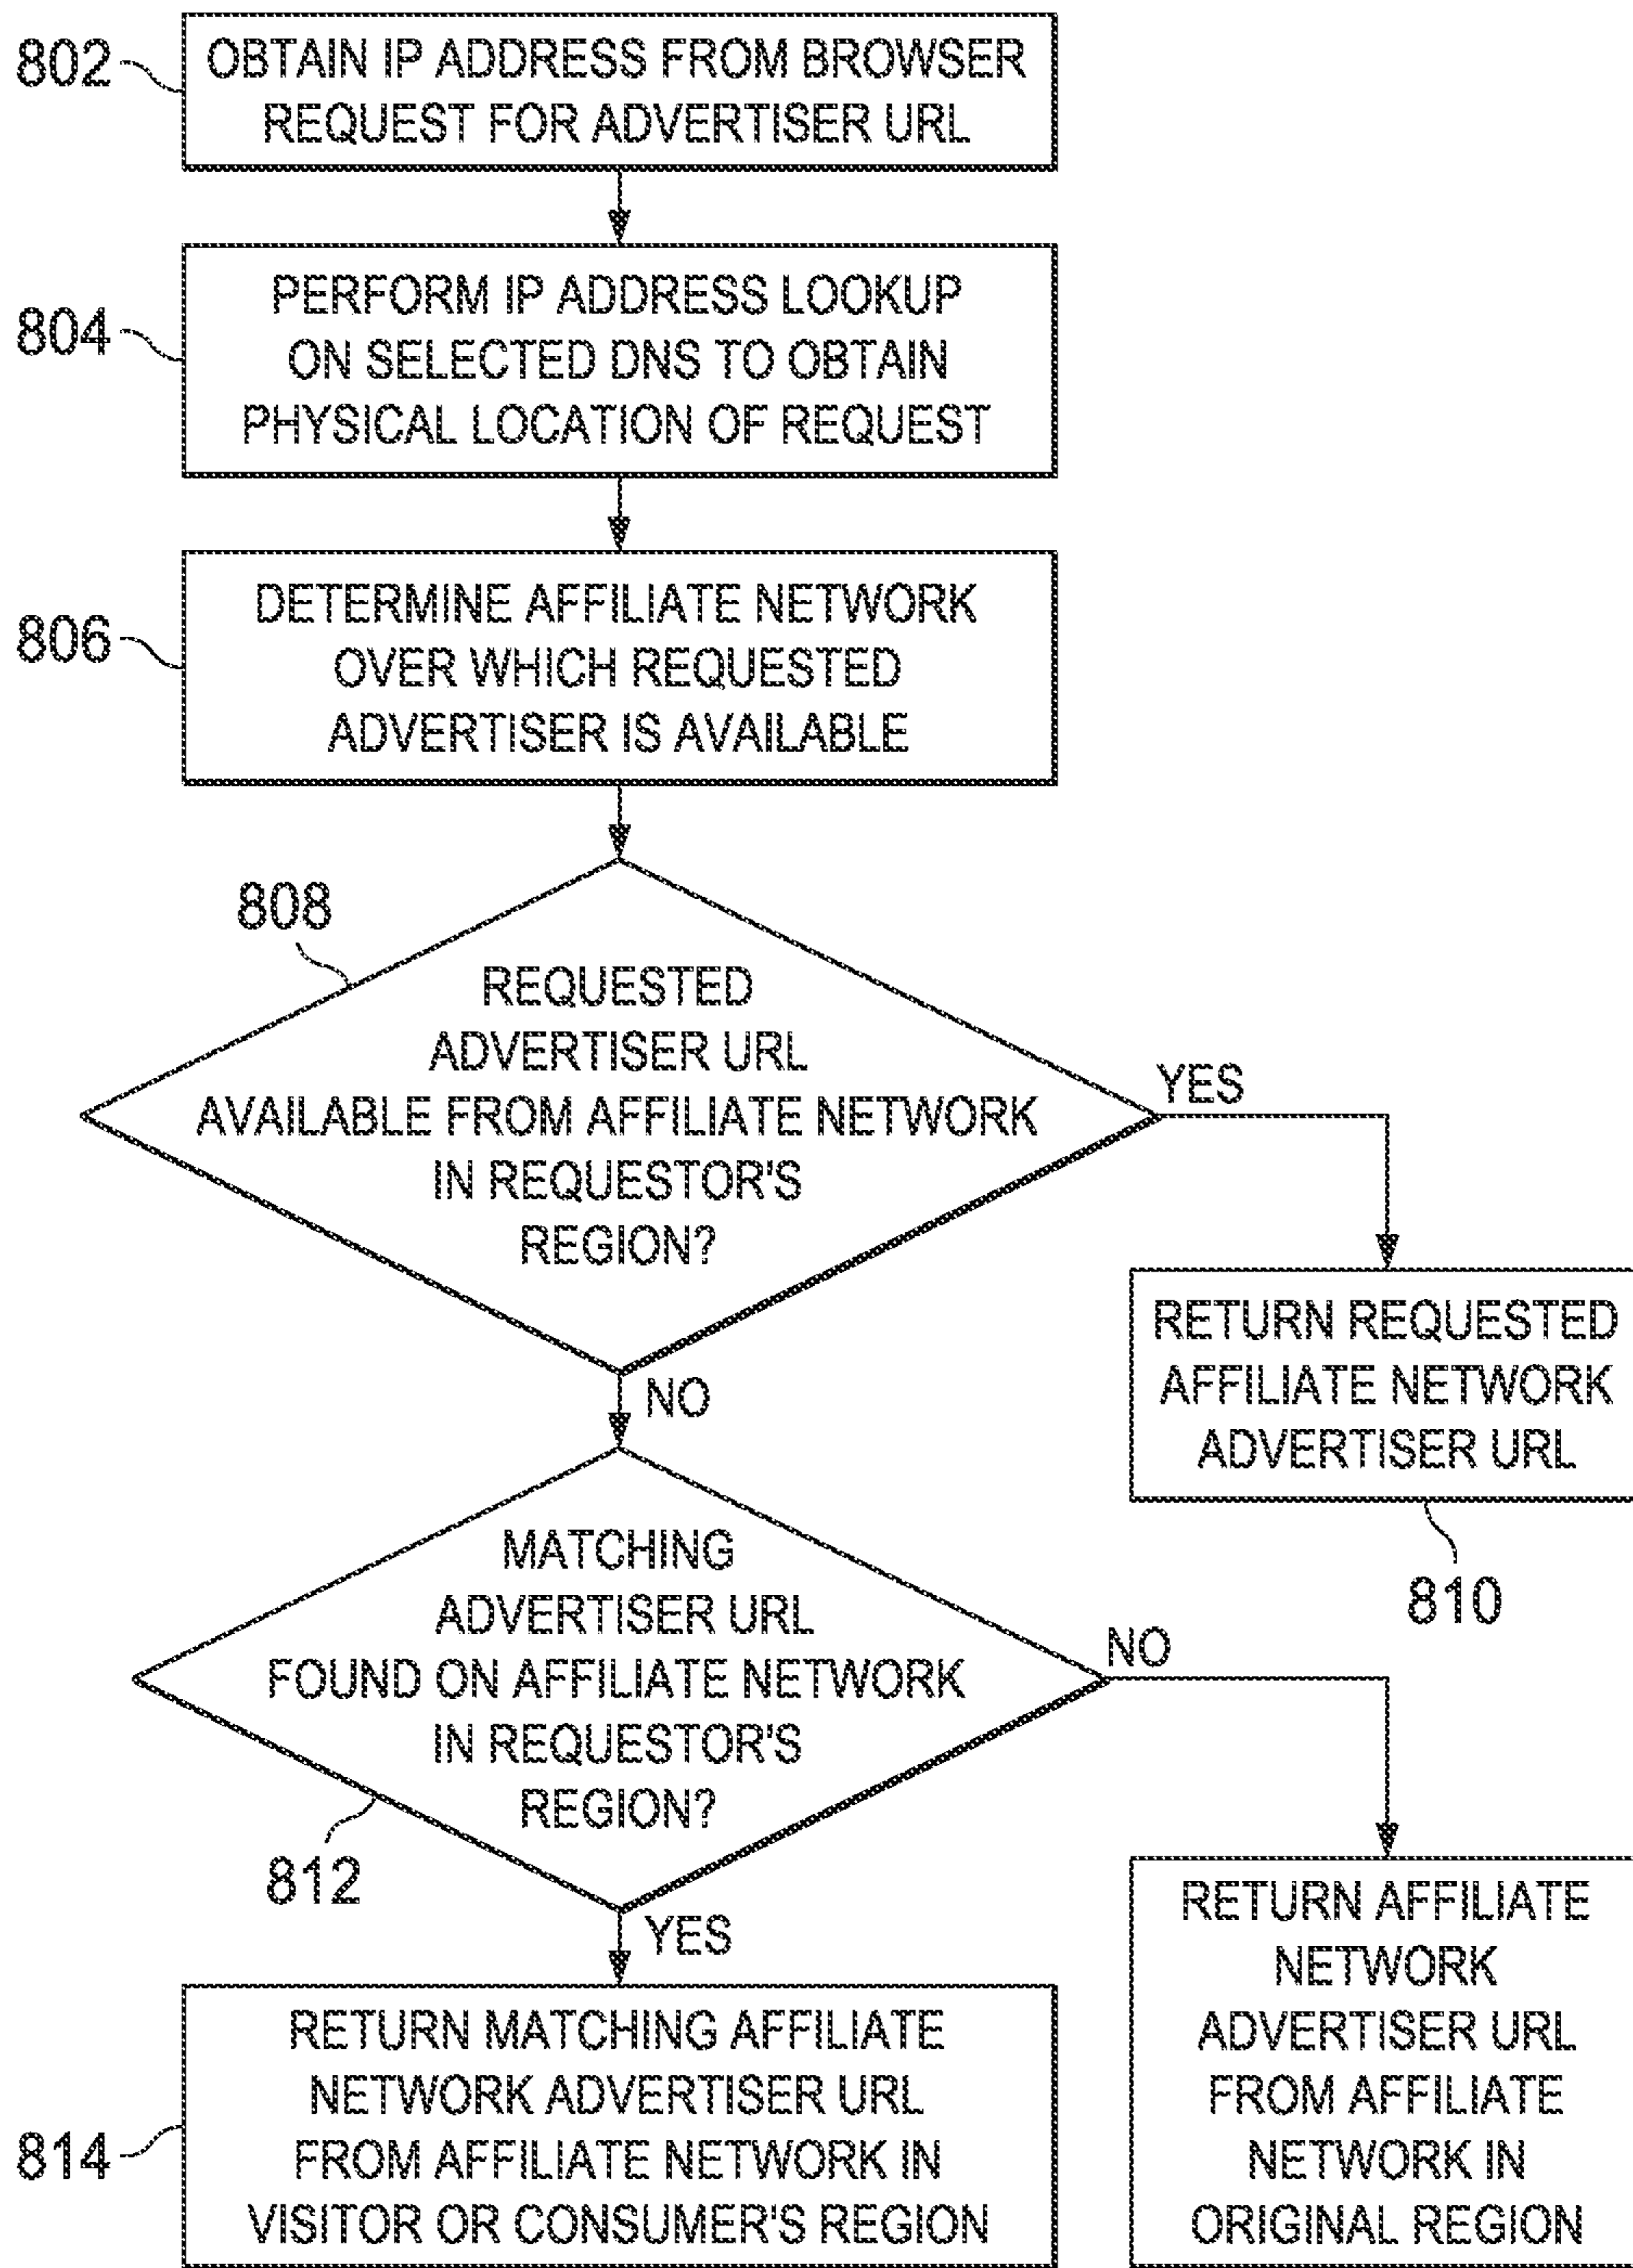 802
OBTAIN IP ADDRESS FROM BROWSER
REQUEST FOR ADVERTISER URL
804
PERFORM IP ADDRESS LOOKUP
ON SELECTED DNS TO OBTAIN
PHYSICAL LOCATION OF REQUEST
806
DETERMINE AFFILIATE NETWORK
OVER WHICH REQUESTED
ADVERTISER IS AVAILABLE
808
REQUESTED
ADVERTISER URL
AVAILABLE FROM AFFILIATE NETWORK
IN REQUESTOR'S
REGION?
YES
RETURN REQUESTED
AFFILIATE NETWORK
ADVERTISER URL
810
NO
MATCHING
ADVERTISER URL
FOUND ON AFFILIATE NETWORK
IN REQUESTOR'S
REGION?
812
NO
RETURN AFFILIATE
NETWORK
ADVERTISER URL
FROM AFFILIATE
NETWORK IN
ORIGINAL REGION
YES
814
RETURN MATCHING AFFILIATE
NETWORK ADVERTISER URL
FROM AFFILIATE NETWORK IN
VISITOR OR CONSUMER'S REGION